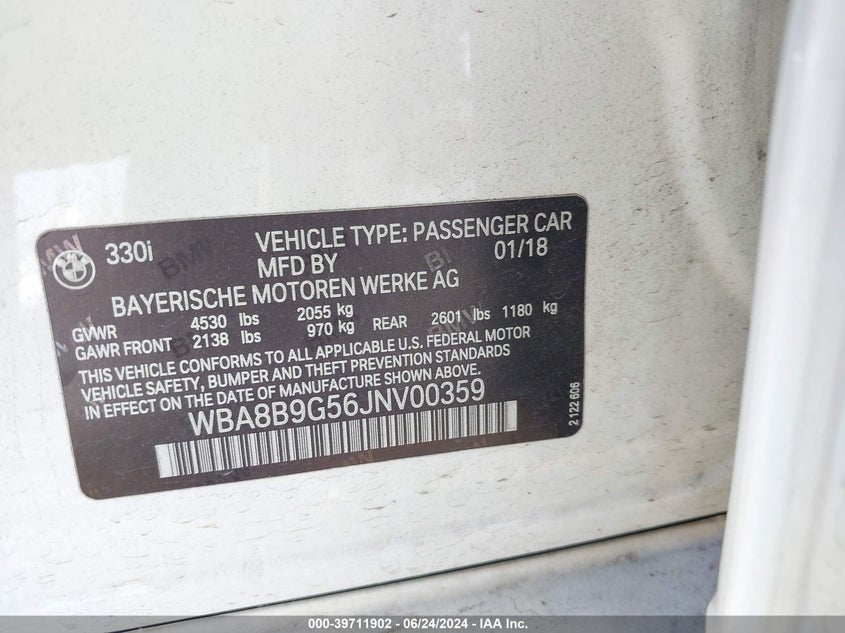 330i VEHICLE TYPE: PASSENGER CAR
MFD BY 01/18
BAYERISCHE MOTOREN WERKE AG
GVWR 4530 lbs 2055 kg
GAWR FRONT 2138 lbs 970 kg REAR 2601 lbs 1180 kg
THIS VEHICLE CONFORMS TO ALL APPLICABLE U.S. FEDERAL MOTOR
VEHICLE SAFETY, BUMPER AND THEFT PREVENTION STANDARDS
IN EFFECT ON THE DATE OF MANUFACTURE SHOWN ABOVE.
WBA8B9G56JNV00359
2 122 606
000-39711902 - 06/24/2024 - IAA Inc.